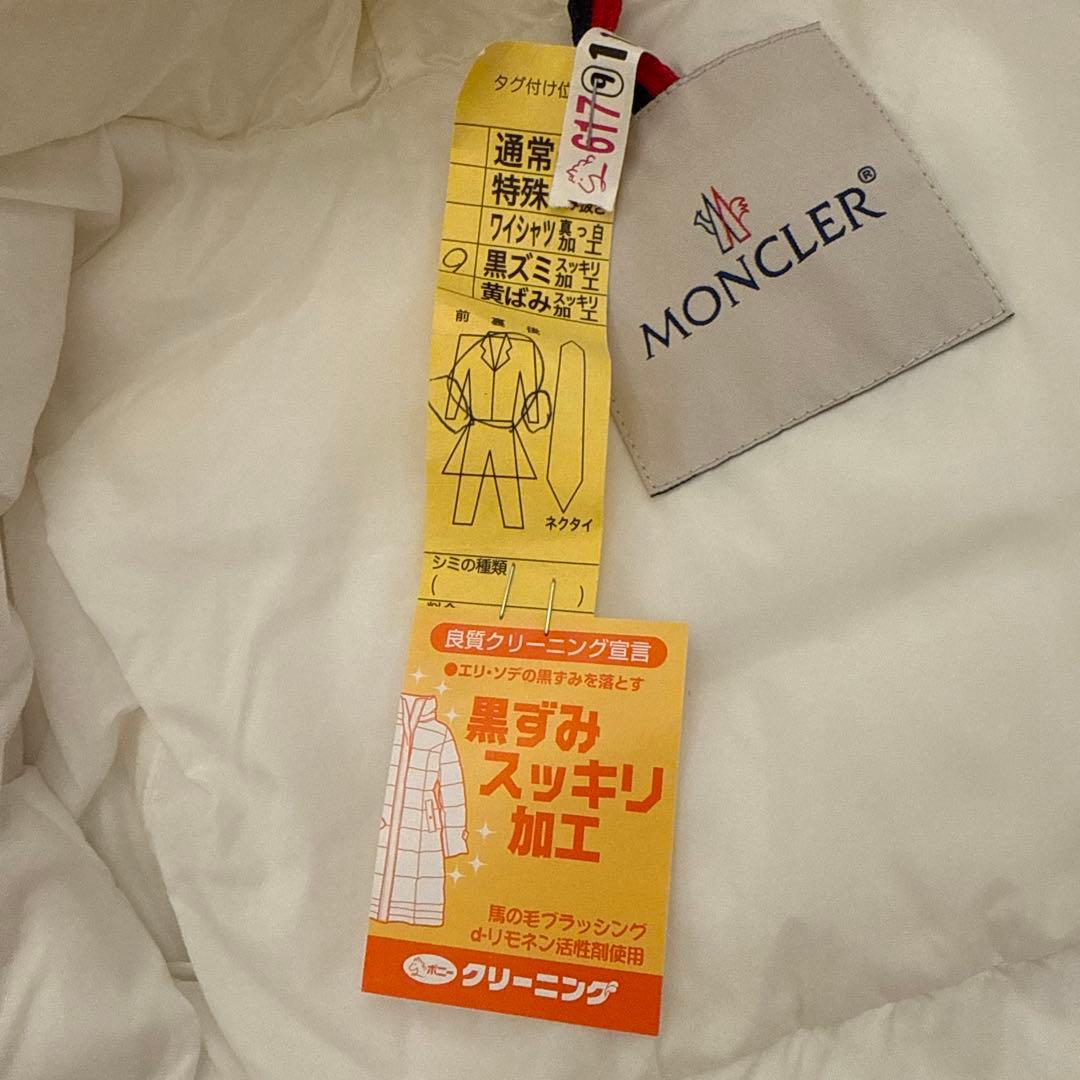 タグ付け位
617 9 1
通常
特殊
ワイシャツ 真っ白加工
9 黒ズミ スッキリ加工
黄ばみ スッキリ加工
前 裏 後
ネクタイ
シミの種類
( )
MONCLER®
良質クリーニング宣言
●エリ・ソデの黒ずみを落とす
黒ずみ
スッキリ
加工
馬の毛ブラッシング
d-リモネン活性剤使用
ポニー クリーニング